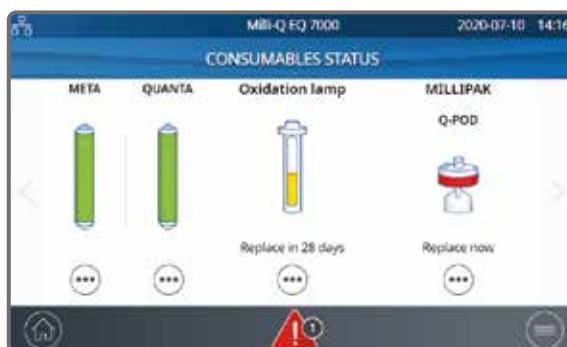 Milli-Q EQ 7000 2020-07-10 14:16
CONSUMABLES STATUS
META QUANTA Oxidation lamp MILLIPAK
Q-POD
Replace in 28 days Replace now
1